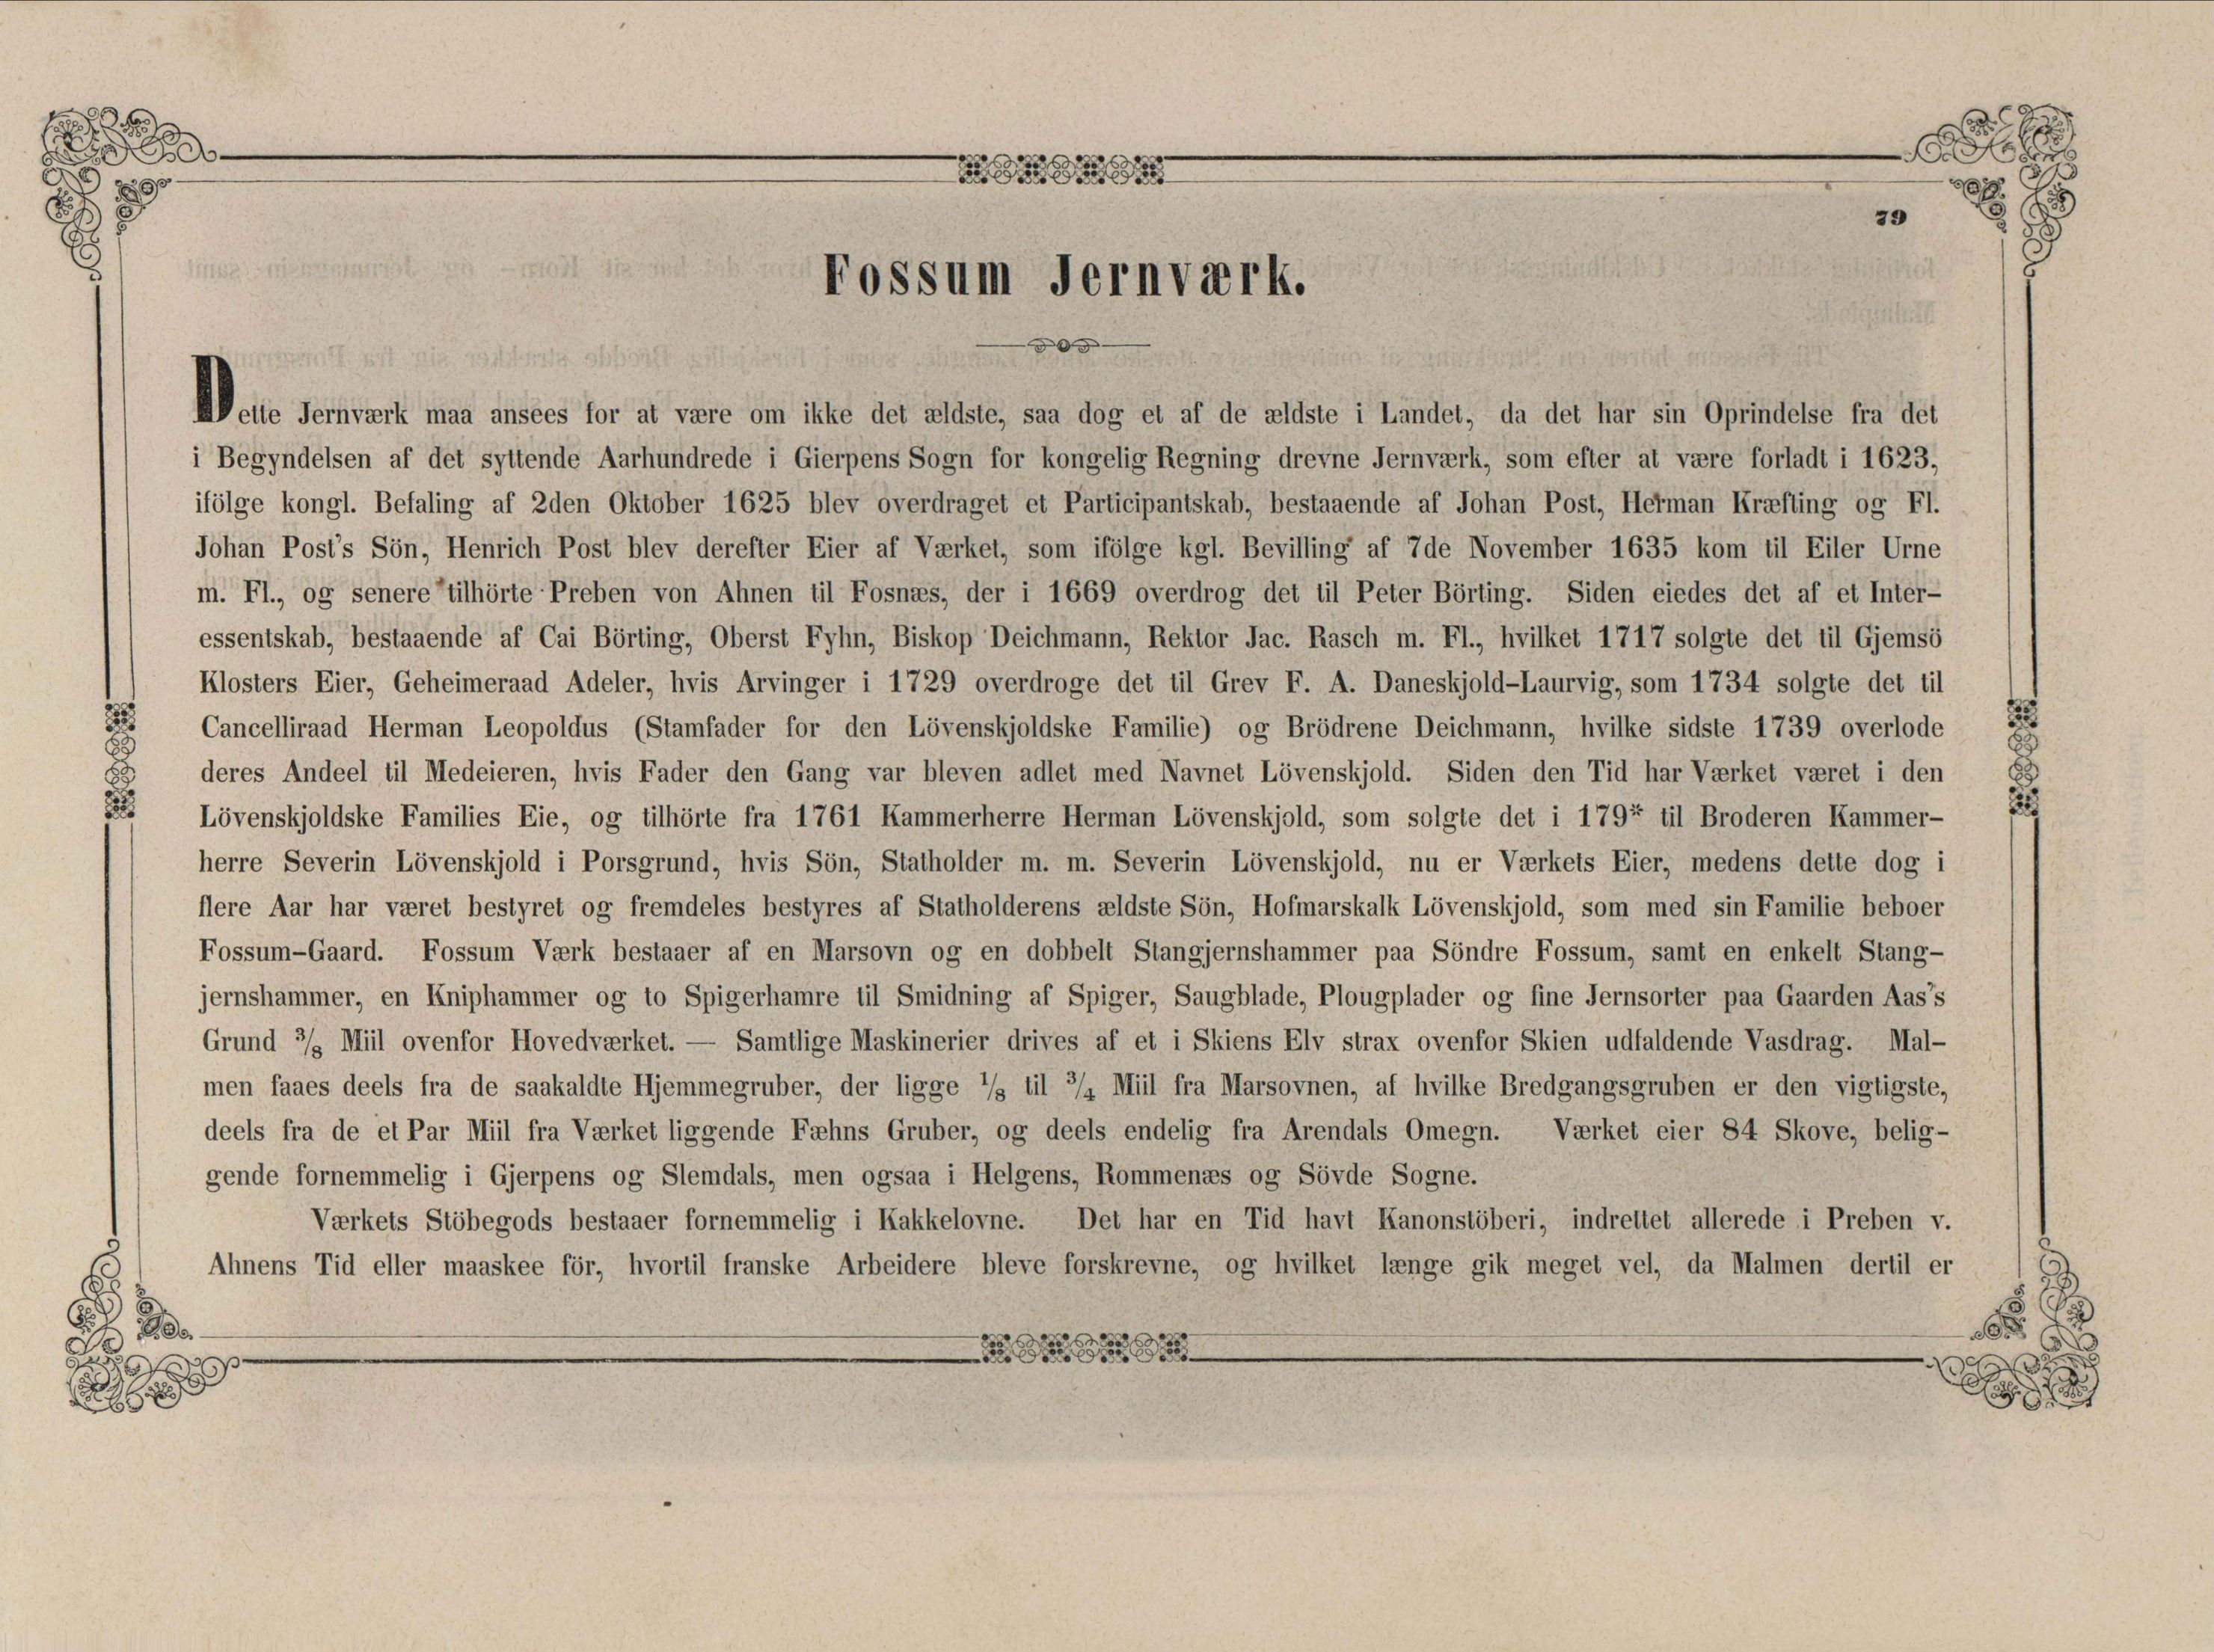 79
Fossum Jernværk.
Dette Jernværk maa ansees for at være om ikke det ældste, saa dog et af de ældste i Landet, da det har sin Oprindelse fra det
i Begyndelsen af det syttende Aarhundrede i Gierpens Sogn for kongelig Regning drevne Jernværk, som efter at være forladt i 1623,
ifölge kongl. Befaling af 2den Oktober 1625 blev overdraget et Participantskab, bestaaende af Johan Post, Herman Kræfting og Fl.
Johan Post's Sön, Henrich Post blev derefter Eier af Værket, som ifölge kgl. Bevilling af 7de November 1635 kom til Eiler Urne
m. Fl., og senere tilhörte Preben von Ahnen til Fosnæs, der i 1669 overdrog det til Peter Börting. Siden eiedes det af et Inter-
essentskab, bestaaende af Cai Börting, Oberst Fyhn, Biskop Deichmann, Rektor Jac. Rasch m. Fl., hvilket 1717 solgte det til Gjemsö
Klosters Eier, Geheimeraad Adeler, hvis Arvinger i 1729 overdroge det til Grev F. A. Daneskjold-Laurvig, som 1734 solgte det til
Cancelliraad Herman Leopoldus (Stamfader for den Lövenskjoldske Familie) og Brödrene Deichmann, hvilke sidste 1739 overlode
deres Andeel til Medeieren, hvis Fader den Gang var bleven adlet med Navnet Lövenskjold. Siden den Tid har Værket været i den
Lövenskjoldske Families Eie, og tilhörte fra 1761 Kammerherre Herman Lövenskjold, som solgte det i 179* til Broderen Kammer-
herre Severin Lövenskjold i Porsgrund, hvis Sön, Statholder m. m. Severin Lövenskjold, nu er Værkets Eier, medens dette dog i
flere Aar har været bestyret og fremdeles bestyres af Statholderens ældste Sön, Hofmarskalk Lövenskjold, som med sin Familie beboer
Fossum-Gaard. Fossum Værk bestaaer af en Marsovn og en dobbelt Stangjernshammer paa Söndre Fossum, samt en enkelt Stang-
jernshammer, en Kniphammer og to Spigerhamre til Smidning af Spiger, Saugblade, Plougplader og fine Jernsorter paa Gaarden Aas's
Grund 3/8 Miil ovenfor Hovedværket. — Samtlige Maskinerier drives af et i Skiens Elv strax ovenfor Skien udfaldende Vasdrag. Mal-
men faaes deels fra de saakaldte Hjemmegruber, der ligge 1/8 til 3/4 Miil fra Marsovnen, af hvilke Bredgangsgruben er den vigtigste,
deels fra de et Par Miil fra Værket liggende Fæhns Gruber, og deels endelig fra Arendals Omegn. Værket eier 84 Skove, belig-
gende fornemmelig i Gjerpens og Slemdals, men ogsaa i Helgens, Rommenæs og Sövde Sogne.
Værkets Stöbegods bestaaer fornemmelig i Kakkelovne. Det har en Tid havt Kanonstöberi, indrettet allerede i Preben v.
Ahnens Tid eller maaskee för, hvortil franske Arbeidere bleve forskrevne, og hvilket længe gik meget vel, da Malmen dertil er